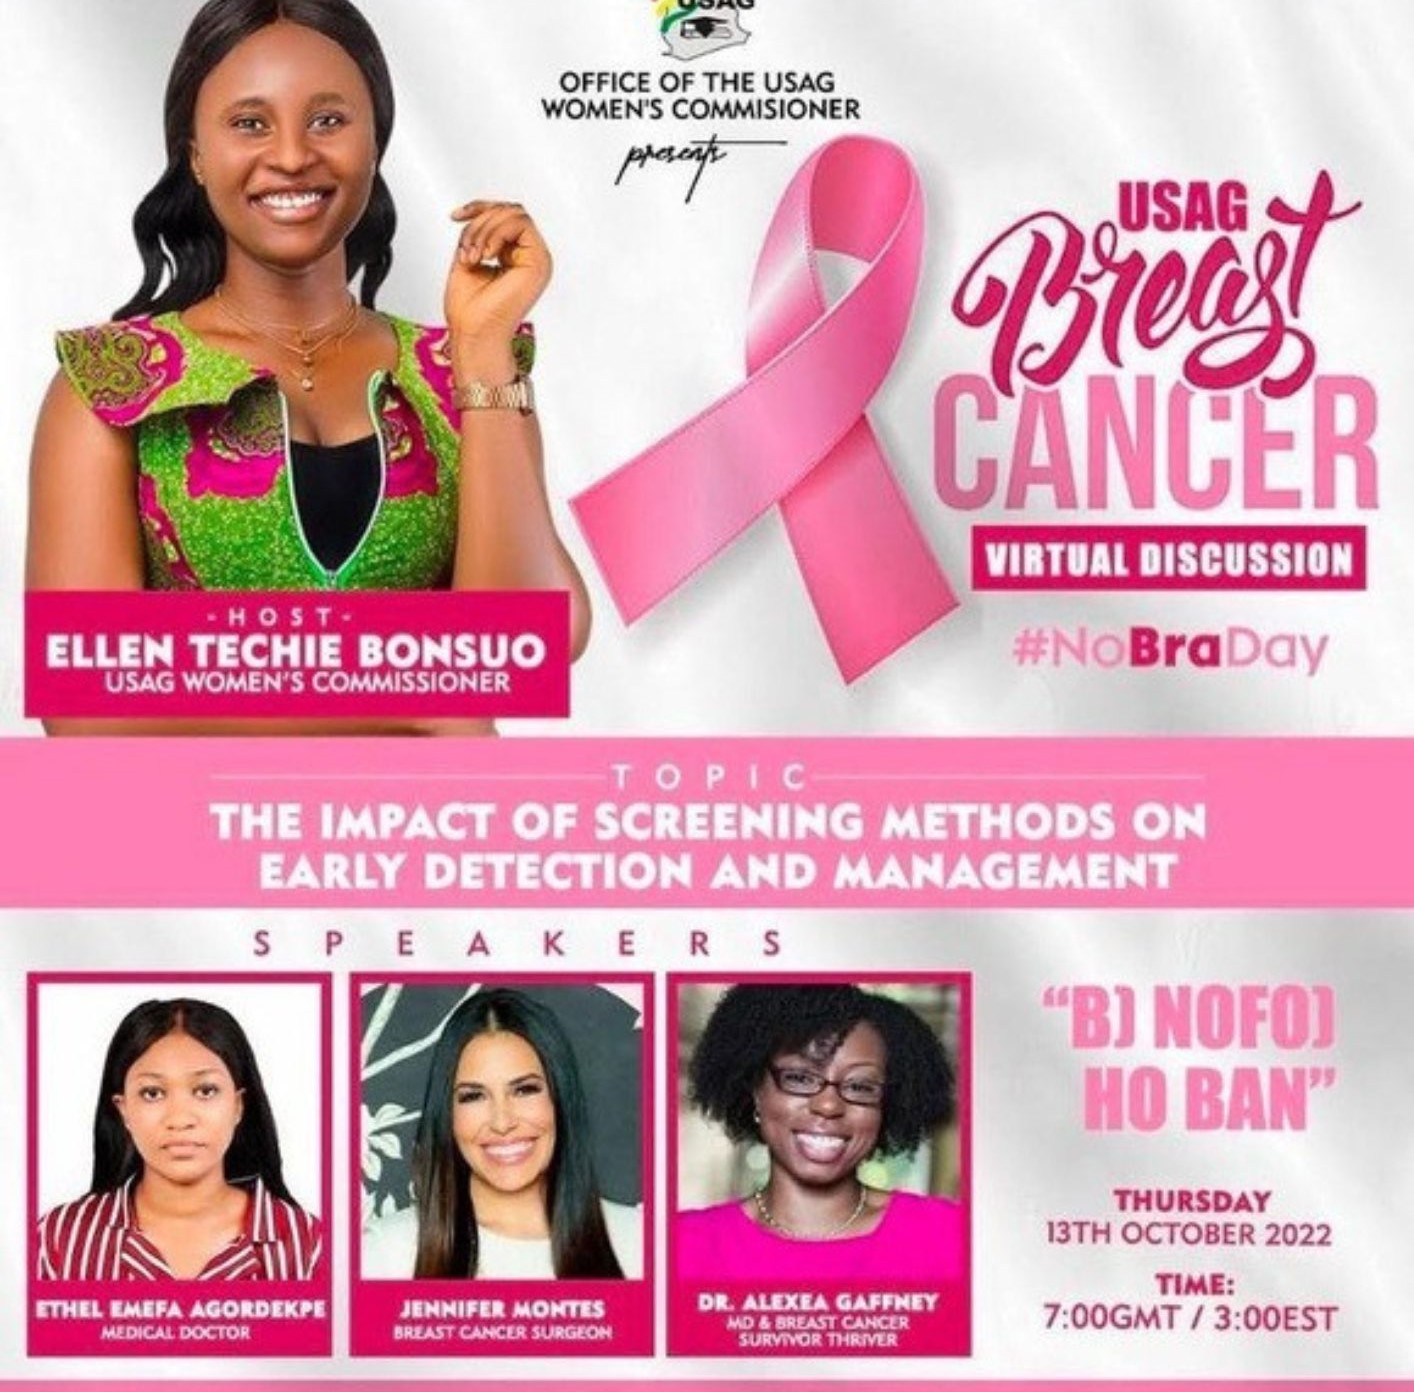 USAG
OFFICE OF THE USAG
WOMEN'S COMMISIONER
presents
USAG
Breast
CANCER
VIRTUAL DISCUSSION
#NoBraDay
-HOST-
ELLEN TECHIE BONSUO
USAG WOMEN'S COMMISSIONER
TOPIC
THE IMPACT OF SCREENING METHODS ON
EARLY DETECTION AND MANAGEMENT
SPEAKERS
ETHEL EMEFA AGORDEKPE
MEDICAL DOCTOR
JENNIFER MONTES
BREAST CANCER SURGEON
DR. ALEXEA GAFFNEY
MD & BREAST CANCER
SURVIVOR THRIVER
“B) NOFO)
HO BAN”
THURSDAY
13TH OCTOBER 2022
TIME:
7:00GMT / 3:00EST